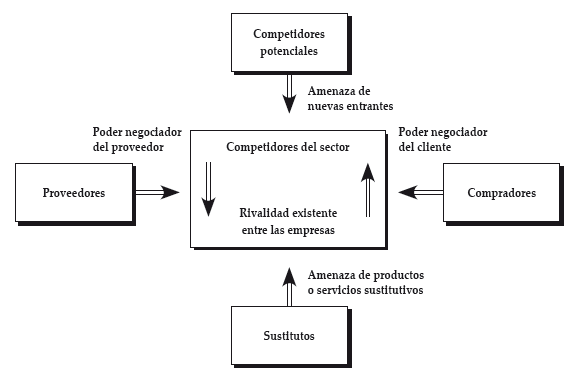 Competidores
potenciales
Amenaza de
nuevas entrantes
Poder negociador
del proveedor
Competidores del sector
Poder negociador
del cliente
Proveedores
Compradores
Rivalidad existente
entre las empresas
Amenaza de productos
o servicios sustitutivos
Sustitutos